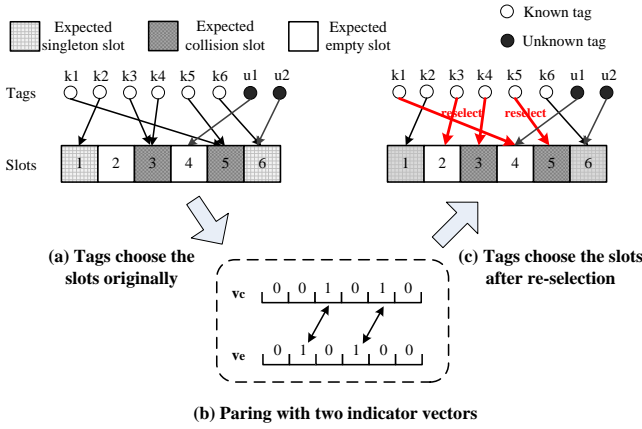 Expected singleton slot
Expected collision slot
Expected empty slot
Known tag
Unknown tag
Tags
k1 k2 k3 k4 k5 k6 u1 u2
Slots
1 2 3 4 5 6
(a) Tags choose the
slots originally
k1 k2 k3 k4 k5 k6 u1 u2
reselect reselect
1 2 3 4 5 6
(c) Tags choose the slots
after re-selection
vc 0 0 1 0 1 0
ve 0 1 0 1 0 0
(b) Paring with two indicator vectors